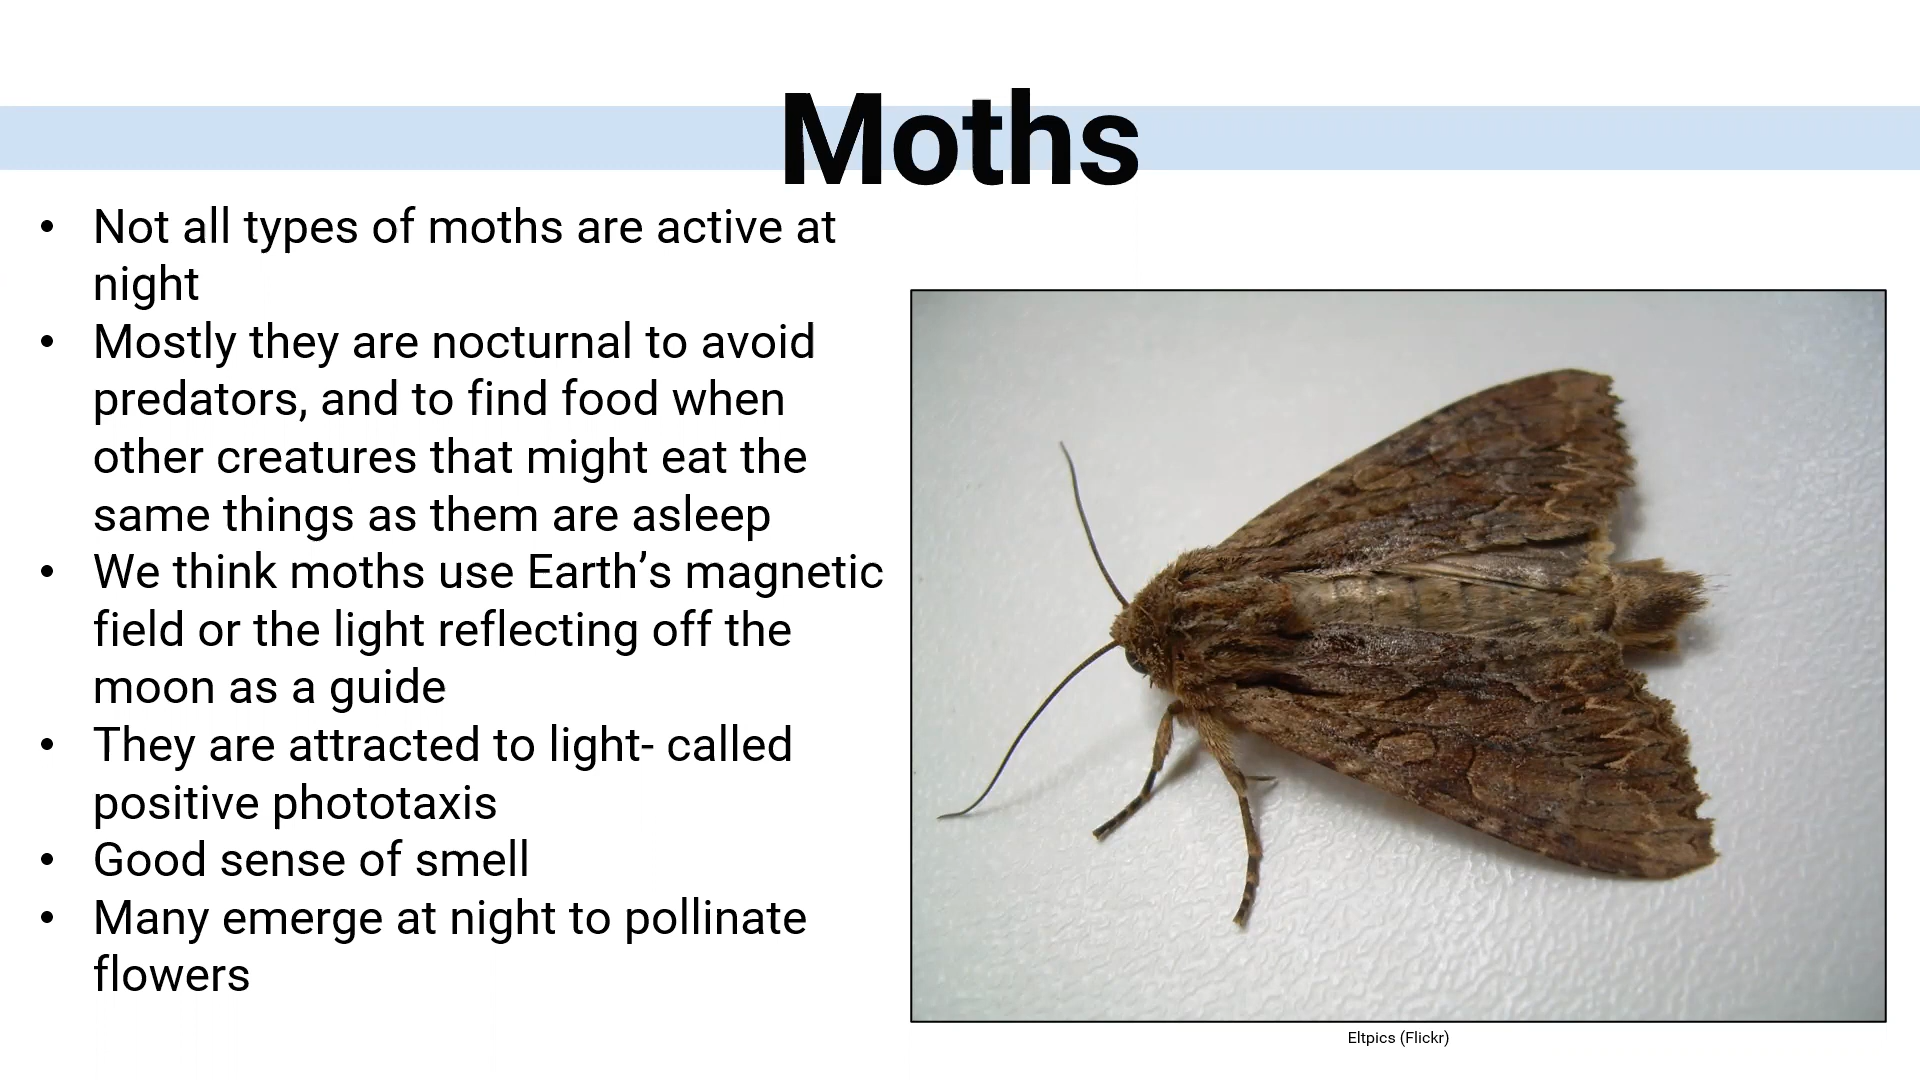 Moths
• Not all types of moths are active at
night
• Mostly they are nocturnal to avoid
predators, and to find food when
other creatures that might eat the
same things as them are asleep
• We think moths use Earth’s magnetic
field or the light reflecting off the
moon as a guide
• They are attracted to light- called
positive phototaxis
• Good sense of smell
• Many emerge at night to pollinate
flowers
Eltpics (Flickr)